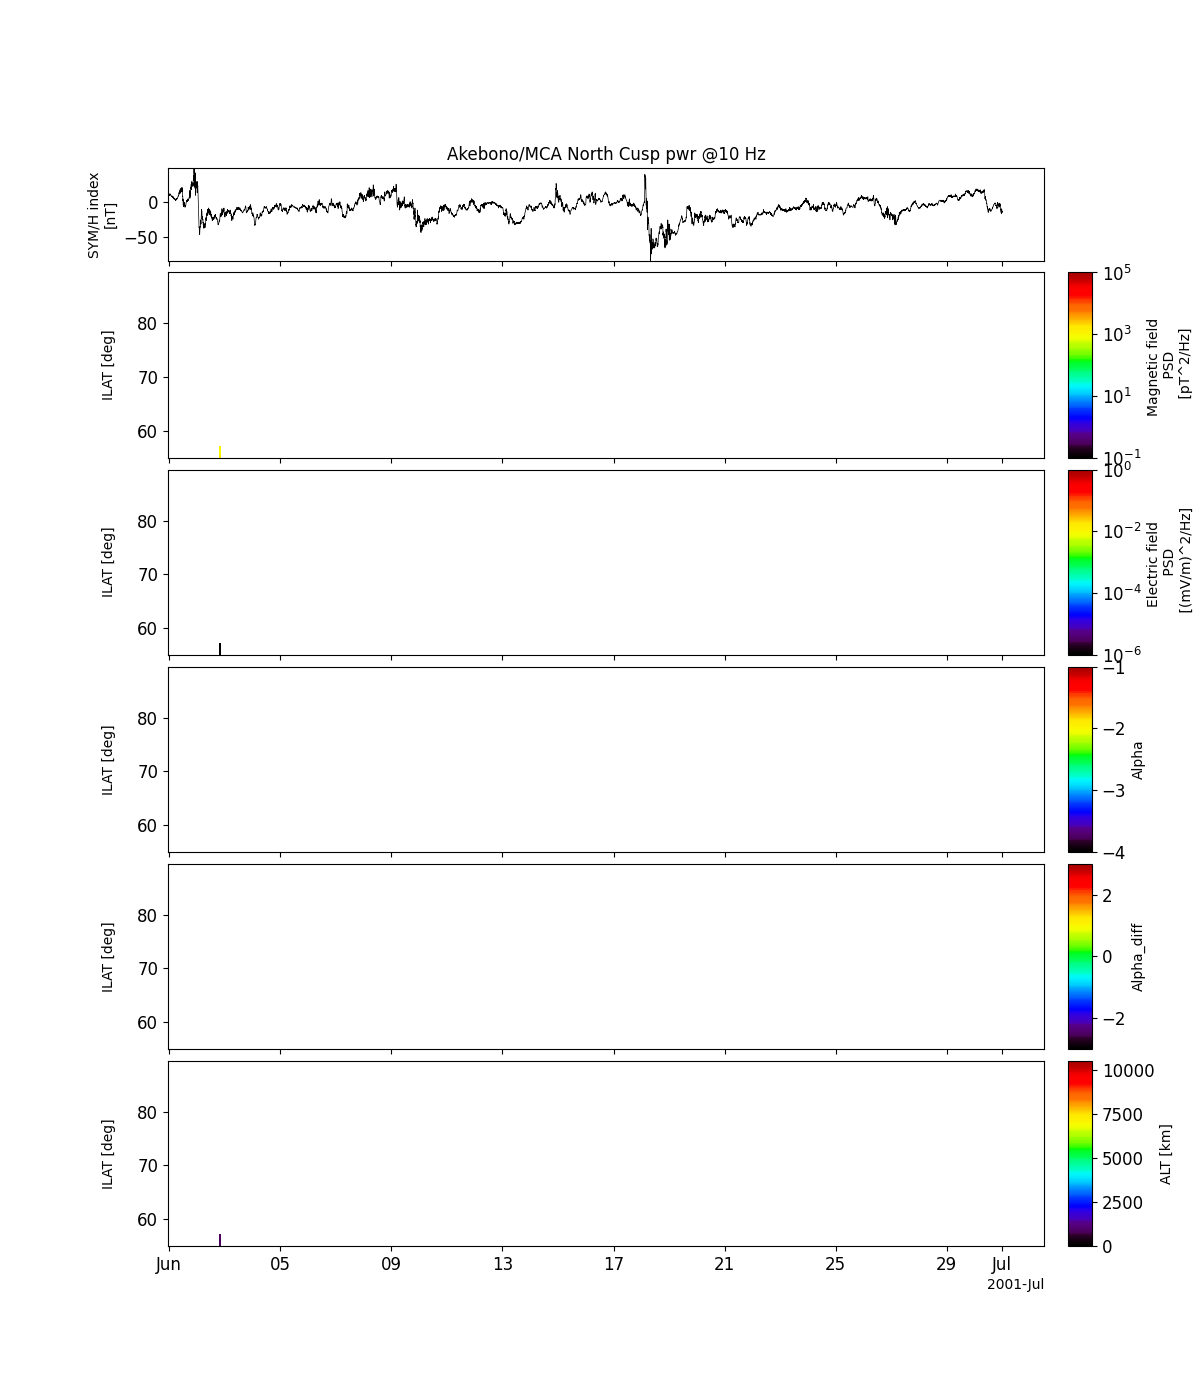 Akebono/MCA North Cusp pwr @10 Hz
SYM/H index
[nT]
0
−50
ILAT [deg]
80
70
60
10^5
10^3
10^1
10^−1
Magnetic field
PSD
[pT^2/Hz]
ILAT [deg]
80
70
60
10^0
10^−2
10^−4
10^−6
Electric field
PSD
[(mV/m)^2/Hz]
ILAT [deg]
80
70
60
−1
−2
−3
−4
Alpha
ILAT [deg]
80
70
60
2
0
−2
Alpha_diff
ILAT [deg]
80
70
60
10000
7500
5000
2500
0
ALT [km]
Jun 05 09 13 17 21 25 29 Jul
2001-Jul